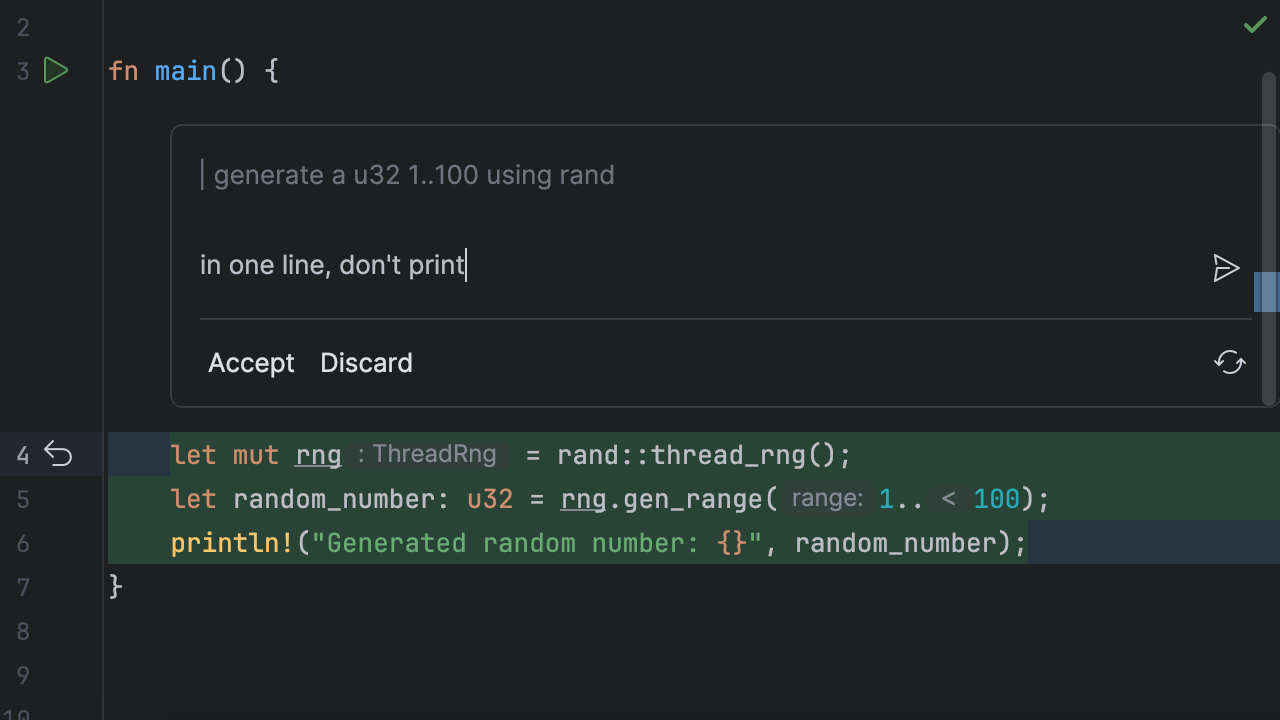 2
3 fn main() {
generate a u32 1..100 using rand
in one line, don't print
Accept Discard
4 let mut rng : ThreadRng = rand::thread_rng();
5 let random_number: u32 = rng.gen_range( range: 1.. < 100);
6 println!("Generated random number: {}", random_number);
7 }
8
9
10